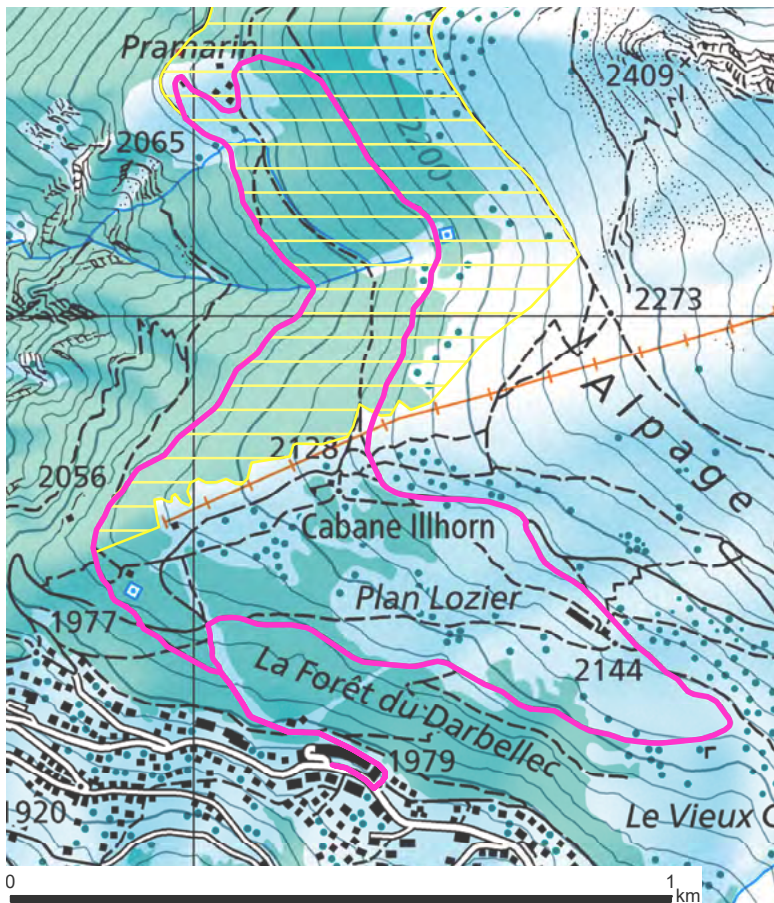 Pramarin
2409
2065
2200
2273
Alpage
2128
2056
Cabane Illhorn
Plan Lozier
1977
La Forêt du Darbellec
2144
1979
1920
Le Vieux C
0 1
km